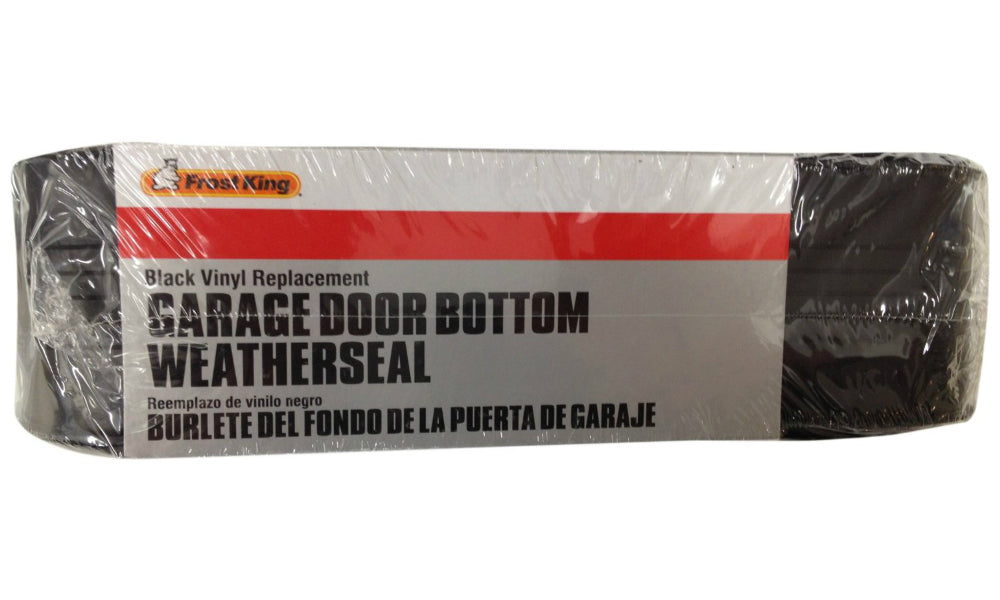 Frost King
Black Vinyl Replacement
GARAGE DOOR BOTTOM
WEATHERSEAL
Reemplazo de vinilo negro
BURLETE DEL FONDO DE LA PUERTA DE GARAJE